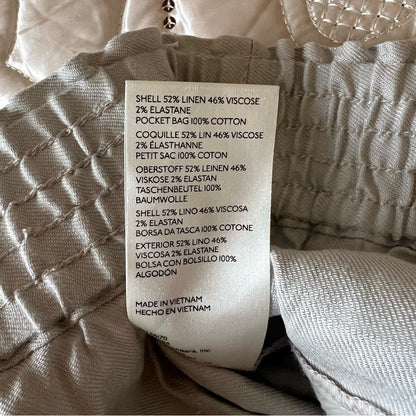 SHELL 52% LINEN 46% VISCOSE
2% ELASTANE
POCKET BAG 100% COTTON
COQUILLE 52% LIN 46% VISCOSE
2% ÉLASTHANNE
PETIT SAC 100% COTON
OBERSTOFF 52% LEINEN 46%
VISKOSE 2% ELASTAN
TASCHENBEUTEL 100%
BAUMWOLLE
SHELL 52% LINO 46% VISCOSA
2% ELASTANE
BORSA DA TASCA 100% COTONE
EXTERIOR 52% LINO 46%
VISCOSA 2% ELASTANO
BOLSA CON BOLSILLO 100%
ALGODÓN
MADE IN VIETNAM
HECHO EN VIETNAM
Inc.